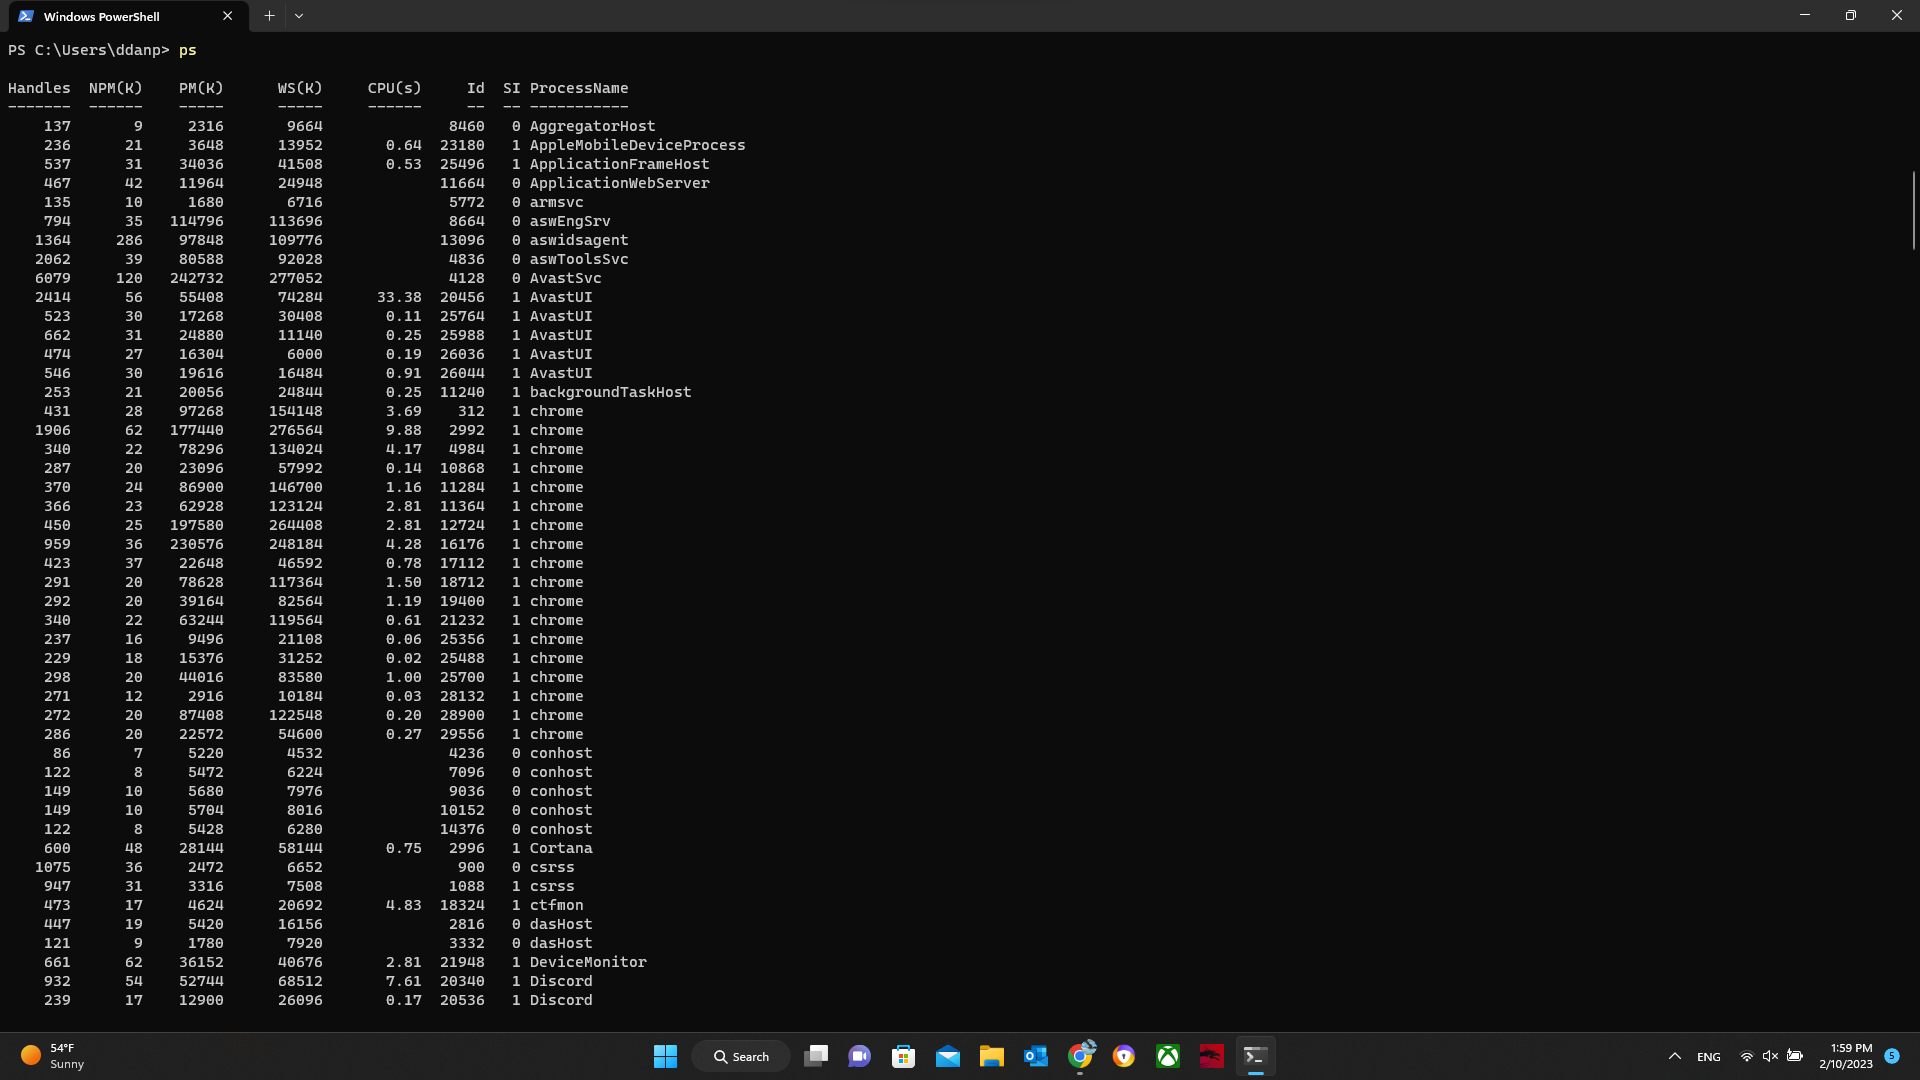 Windows PowerShell
PS C:\Users\ddanp> ps
Handles NPM(K) PM(K) WS(K) CPU(s) Id SI ProcessName
------- ------ ----- ----- ------ -- -- -----------
137 9 2316 9664 8460 0 AggregatorHost
236 21 3648 13952 0.64 23180 1 AppleMobileDeviceProcess
537 31 34036 41508 0.53 25496 1 ApplicationFrameHost
467 42 11964 24948 11664 0 ApplicationWebServer
135 10 1680 6716 5772 0 armsvc
794 35 114796 113696 8664 0 aswEngSrv
1364 286 97848 109776 13096 0 aswidsagent
2062 39 80588 92028 4836 0 aswToolsSvc
6079 120 242732 277052 4128 0 AvastSvc
2414 56 55408 74284 33.38 20456 1 AvastUI
523 30 17268 30408 0.11 25764 1 AvastUI
662 31 24880 11140 0.25 25988 1 AvastUI
474 27 16304 6000 0.19 26036 1 AvastUI
546 30 19616 16484 0.91 26044 1 AvastUI
253 21 20056 24844 0.25 11240 1 backgroundTaskHost
431 28 97268 154148 3.69 312 1 chrome
1906 62 177440 276564 9.88 2992 1 chrome
340 22 78296 134024 4.17 4984 1 chrome
287 20 23096 57992 0.14 10868 1 chrome
370 24 86900 146700 1.16 11284 1 chrome
366 23 62928 123124 2.81 11364 1 chrome
450 25 197580 264408 2.81 12724 1 chrome
959 36 230576 248184 4.28 16176 1 chrome
423 37 22648 46592 0.78 17112 1 chrome
291 20 78628 117364 1.50 18712 1 chrome
292 20 39164 82564 1.19 19400 1 chrome
340 22 63244 119564 0.61 21232 1 chrome
237 16 9496 21108 0.06 25356 1 chrome
229 18 15376 31252 0.02 25488 1 chrome
298 20 44016 83580 1.00 25700 1 chrome
271 12 2916 10184 0.03 28132 1 chrome
272 20 87408 122548 0.20 28900 1 chrome
286 20 22572 54600 0.27 29556 1 chrome
86 7 5220 4532 4236 0 conhost
122 8 5472 6224 7096 0 conhost
149 10 5680 7976 9036 0 conhost
149 10 5704 8016 10152 0 conhost
122 8 5428 6280 14376 0 conhost
600 48 28144 58144 0.75 2996 1 Cortana
1075 36 2472 6652 900 0 csrss
947 31 3316 7508 1088 1 csrss
473 17 4624 20692 4.83 18324 1 ctfmon
447 19 5420 16156 2816 0 dasHost
121 9 1780 7920 3332 0 dasHost
661 62 36152 40676 2.81 21948 1 DeviceMonitor
932 54 52744 68512 7.61 20340 1 Discord
239 17 12900 26096 0.17 20536 1 Discord
54°F
Sunny
Search
ENG
1:59 PM
2/10/2023
5